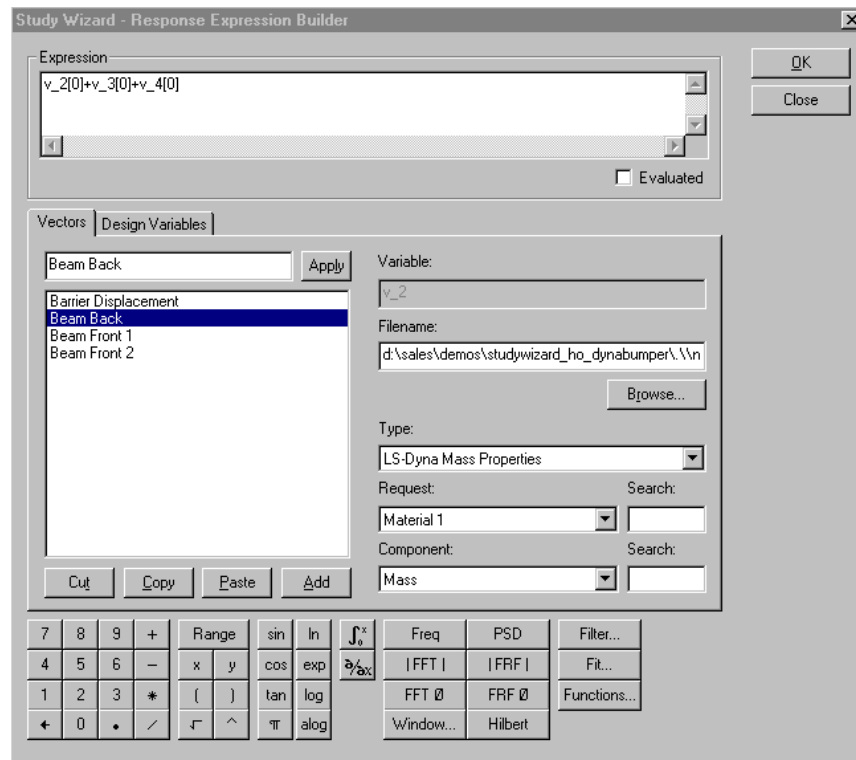 Study Wizard - Response Expression Builder
Expression
v_2[0]+v_3[0]+v_4[0]
OK
Close
Evaluated
Vectors Design Variables
Beam Back Apply
Barrier Displacement
Beam Back
Beam Front 1
Beam Front 2
Variable:
v_2
Filename:
d:\sales\demos\studywizard_ho_dynabumper\.\\n
Browse...
Type:
LS-Dyna Mass Properties
Request: Search:
Material 1
Component: Search:
Mass
Cut Copy Paste Add
7 8 9 + Range sin ln ∫₀ˣ Freq PSD Filter...
4 5 6 − x y cos exp ∂/∂x |FFT| |FRF| Fit...
1 2 3 * ( ) tan log FFT Ø FRF Ø Functions...
← 0 . / √ ^ π alog Window... Hilbert